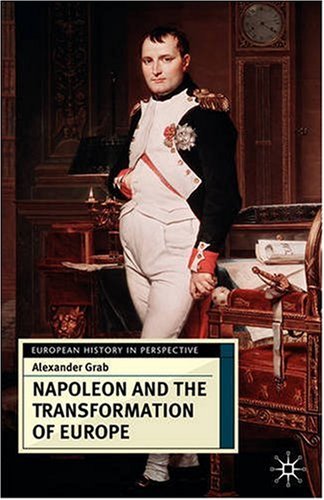 EUROPEAN HISTORY IN PERSPECTIVE
Alexander Grab
NAPOLEON AND THE
TRANSFORMATION
OF EUROPE